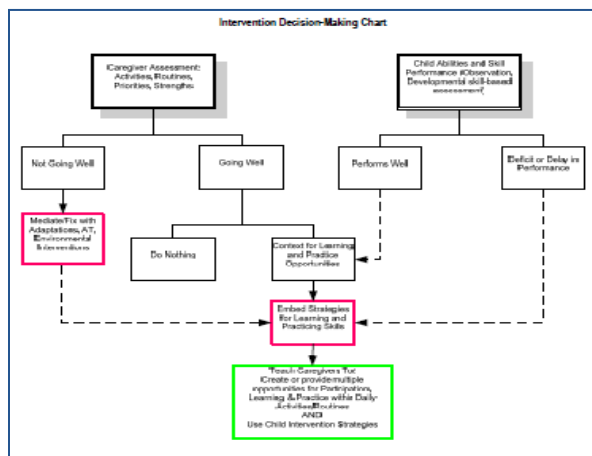 Intervention Decision-Making Chart
Caregiver Assessment:
Activities, Routines,
Priorities, Strengths
Child Abilities and Skill
Performance (Observation,
Developmental skill-based
assessment)
Not Going Well
Going Well
Performs Well
Deficit or Delay in
Performance
Mediate/Fix with
Adaptations, AT,
Environmental
Interventions
Do Nothing
Context for Learning
and Practice
Opportunities
Embed Strategies
for Learning and
Practicing Skills
Teach Caregivers To:
Create or provide multiple
opportunities for Participation,
Learning & Practice within Daily
Activities/Routines
AND
Use Child Intervention Strategies